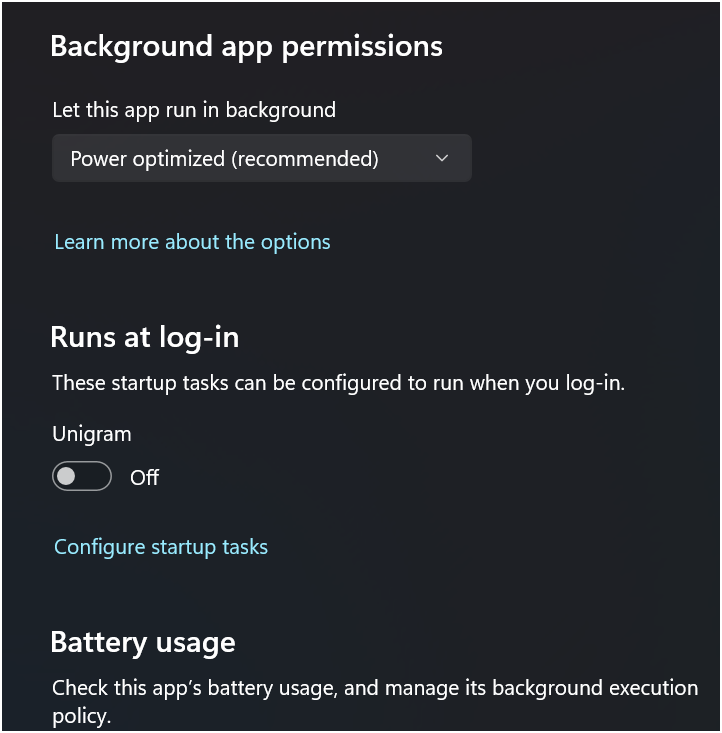 Background app permissions
Let this app run in background
Power optimized (recommended)
Learn more about the options
Runs at log-in
These startup tasks can be configured to run when you log-in.
Unigram
Off
Configure startup tasks
Battery usage
Check this app’s battery usage, and manage its background execution
policy.